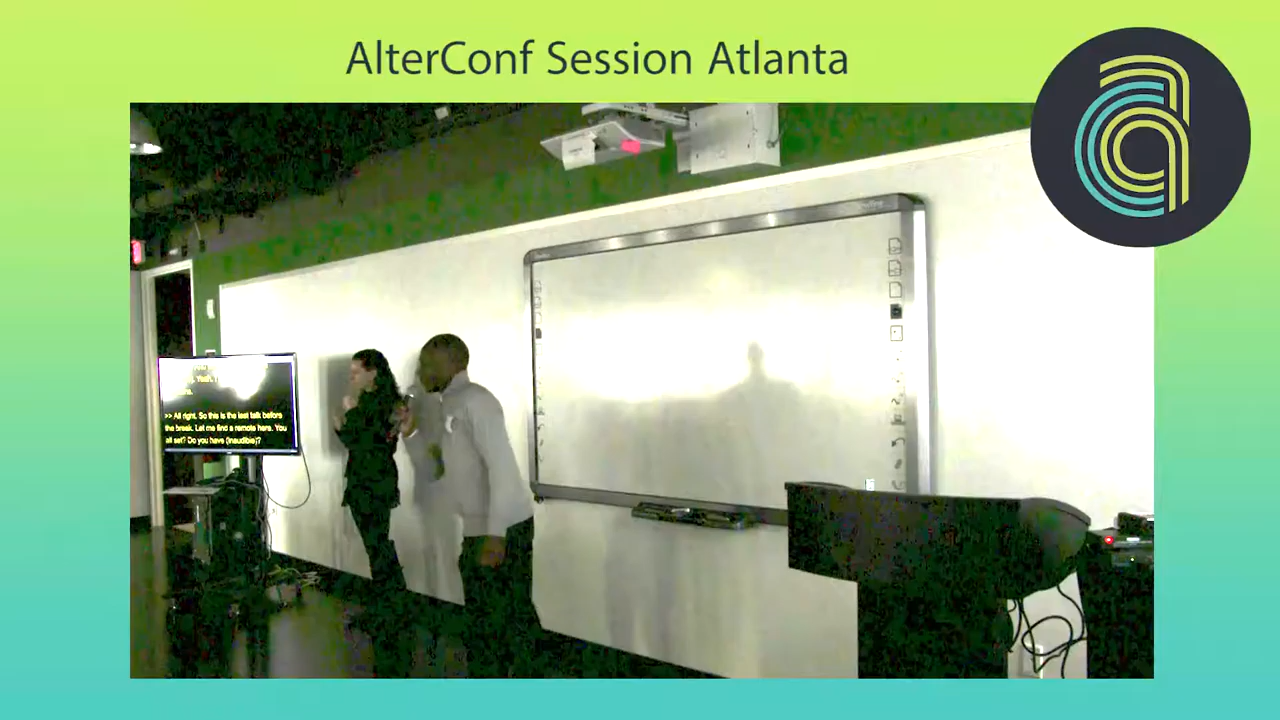 AlterConf Session Atlanta
>> All right. So this is the last talk before
the break. Let me find a remote here. You
all set? Do you have (inaudible)?